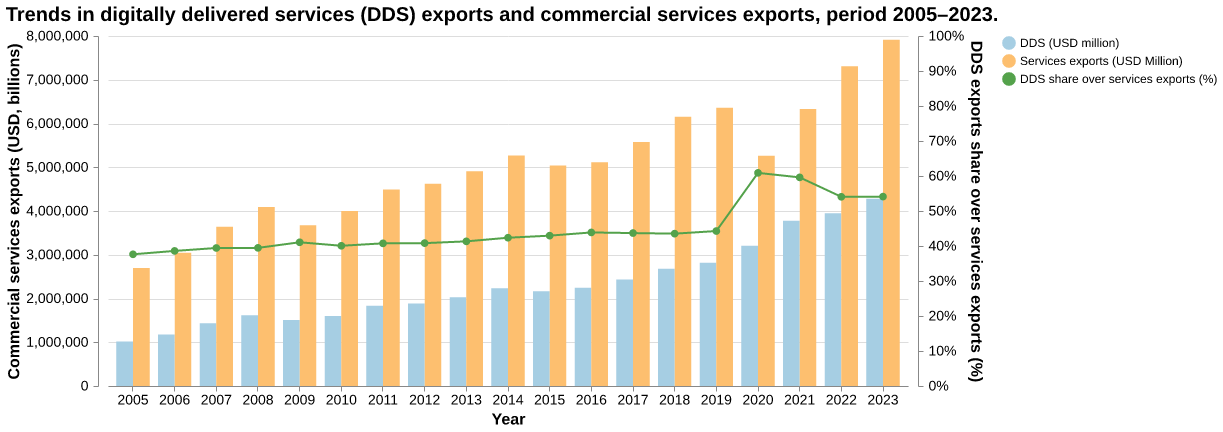 Trends in digitally delivered services (DDS) exports and commercial services exports, period 2005–2023.
Commercial services exports (USD, billions)
8,000,000
7,000,000
6,000,000
5,000,000
4,000,000
3,000,000
2,000,000
1,000,000
0
100%
90%
80%
70%
60%
50%
40%
30%
20%
10%
0%
DDS exports share over services exports (%)
DDS (USD million)
Services exports (USD Million)
DDS share over services exports (%)
2005 2006 2007 2008 2009 2010 2011 2012 2013 2014 2015 2016 2017 2018 2019 2020 2021 2022 2023
Year